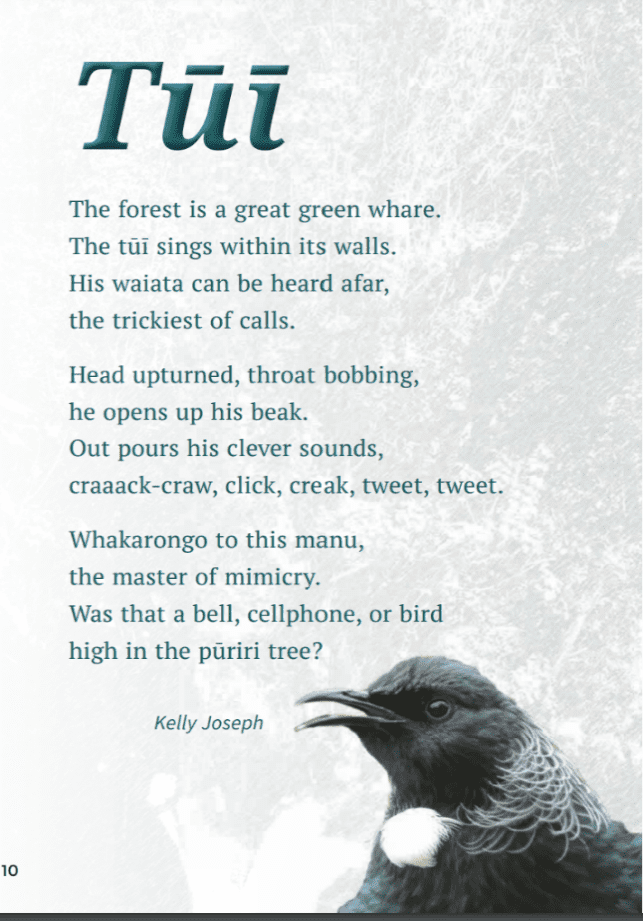 Tūī
The forest is a great green whare.
The tūī sings within its walls.
His waiata can be heard afar,
the trickiest of calls.
Head upturned, throat bobbing,
he opens up his beak.
Out pours his clever sounds,
craaack-craw, click, creak, tweet, tweet.
Whakarongo to this manu,
the master of mimicry.
Was that a bell, cellphone, or bird
high in the pūriri tree?
Kelly Joseph
10